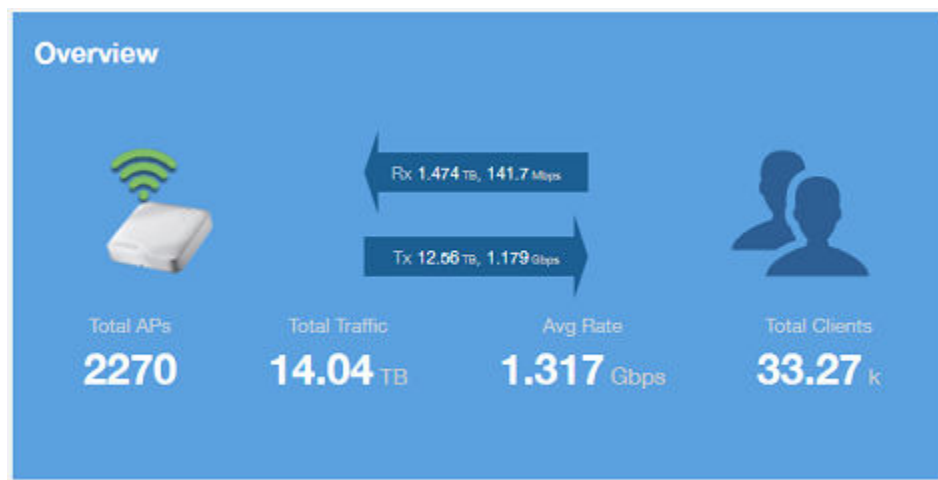 Overview
Rx 1.474 TB, 141.7 Mbps
Tx 12.56 TB, 1.179 Gbps
Total APs
2270
Total Traffic
14.04 TB
Avg Rate
1.317 Gbps
Total Clients
33.27 k